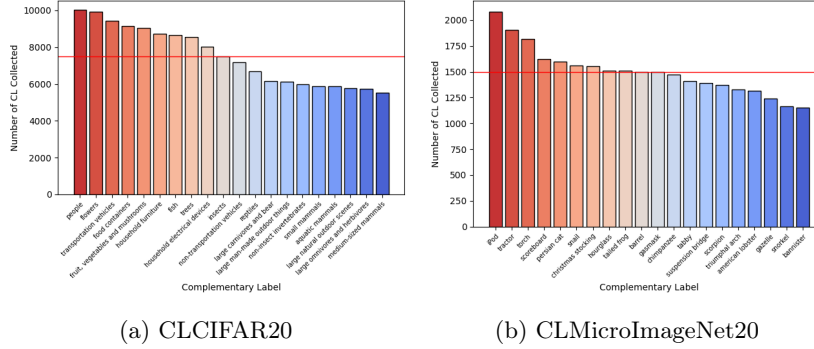 10000
8000
6000
4000
2000
0
Number of CL Collected
people
flowers
transportation vehicles
food containers
fruit, vegetables and mushrooms
household furniture
fish
trees
household electrical devices
insects
non-transportation vehicles
reptiles
large carnivores and bear
large man-made outdoor things
non-insect invertebrates
small mammals
aquatic mammals
large natural outdoor scenes
large omnivores and herbivores
medium-sized mammals
Complementary Label
(a) CLCIFAR20
2000
1750
1500
1250
1000
750
500
250
0
Number of CL Collected
iPod
tractor
torch
scoreboard
persian cat
snail
christmas stocking
hourglass
tailed frog
barrel
gasmask
chimpanzee
tabby
suspension bridge
scorpion
triumphal arch
american lobster
gazelle
snorkel
bannister
Complementary Label
(b) CLMicroImageNet20